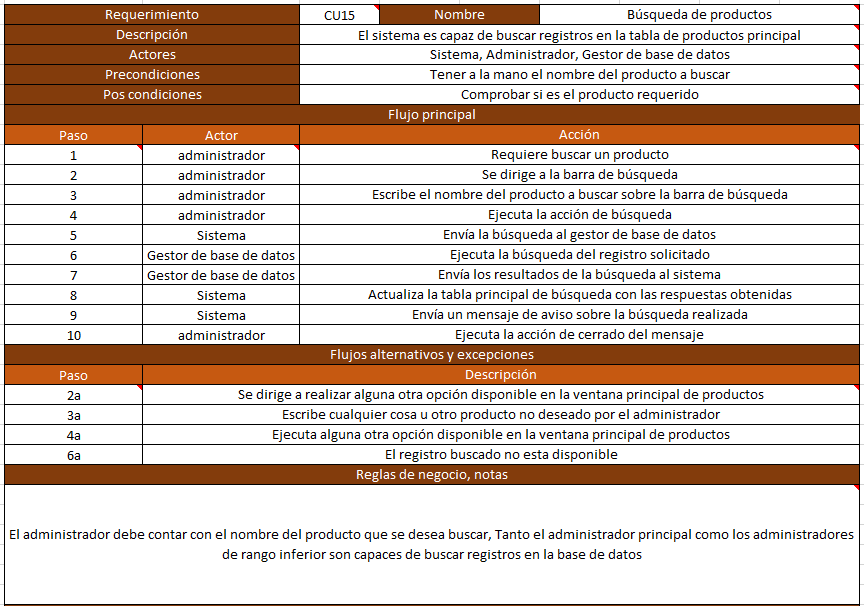 Requerimiento CU15 Nombre Búsqueda de productos
Descripción El sistema es capaz de buscar registros en la tabla de productos principal
Actores Sistema, Administrador, Gestor de base de datos
Precondiciones Tener a la mano el nombre del producto a buscar
Pos condiciones Comprobar si es el producto requerido
Flujo principal
Paso Actor Acción
1 administrador Requiere buscar un producto
2 administrador Se dirige a la barra de búsqueda
3 administrador Escribe el nombre del producto a buscar sobre la barra de búsqueda
4 administrador Ejecuta la acción de búsqueda
5 Sistema Envía la búsqueda al gestor de base de datos
6 Gestor de base de datos Ejecuta la búsqueda del registro solicitado
7 Gestor de base de datos Envía los resultados de la búsqueda al sistema
8 Sistema Actualiza la tabla principal de búsqueda con las respuestas obtenidas
9 Sistema Envía un mensaje de aviso sobre la búsqueda realizada
10 administrador Ejecuta la acción de cerrado del mensaje
Flujos alternativos y excepciones
Paso Descripción
2a Se dirige a realizar alguna otra opción disponible en la ventana principal de productos
3a Escribe cualquier cosa u otro producto no deseado por el administrador
4a Ejecuta alguna otra opción disponible en la ventana principal de productos
6a El registro buscado no esta disponible
Reglas de negocio, notas
El administrador debe contar con el nombre del producto que se desea buscar, Tanto el administrador principal como los administradores
de rango inferior son capaces de buscar registros en la base de datos